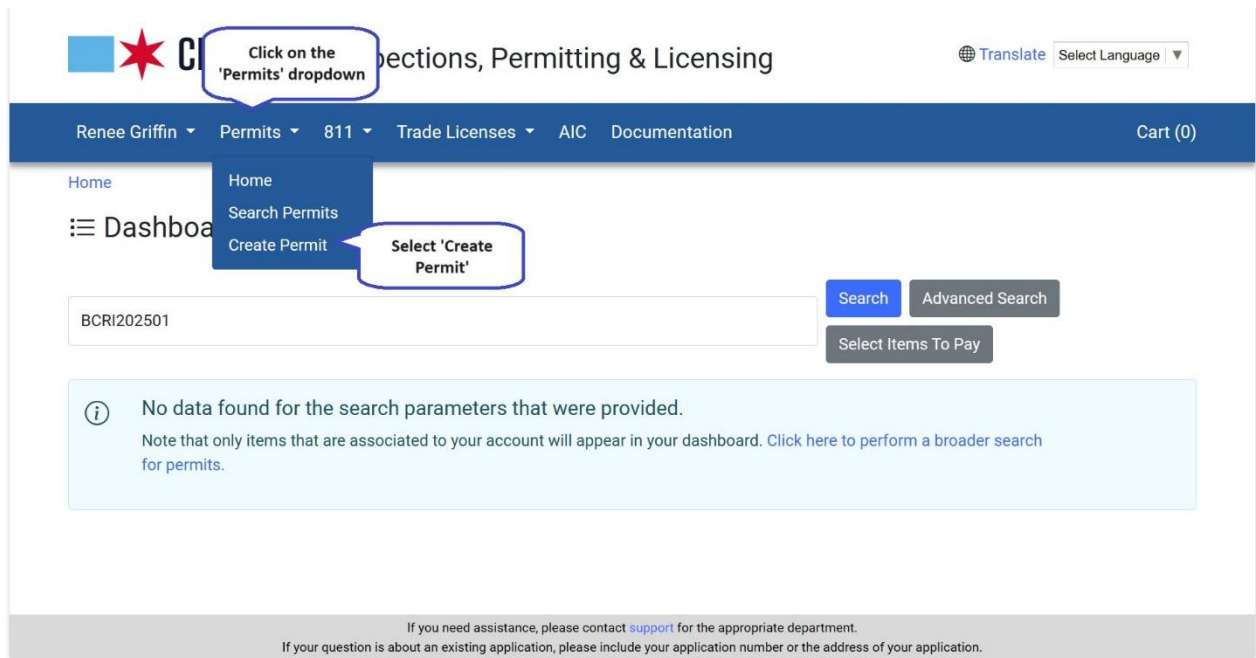 Click on the
'Permits' dropdown
pections, Permitting & Licensing
Translate Select Language ▼
Renee Griffin Permits 811 Trade Licenses AIC Documentation Cart (0)
Home
Home
Search Permits
Create Permit
Select 'Create
Permit'
BCRI202501
Search Advanced Search
Select Items To Pay
No data found for the search parameters that were provided.
Note that only items that are associated to your account will appear in your dashboard. Click here to perform a broader search
for permits.
If you need assistance, please contact support for the appropriate department.
If your question is about an existing application, please include your application number or the address of your application.